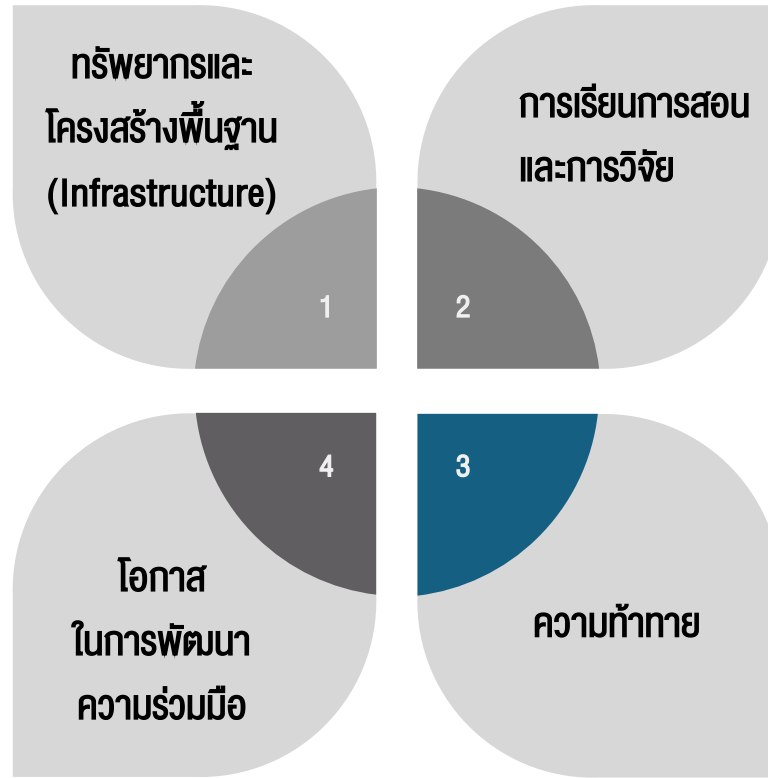 ทรัพยากรและ
โครงสร้างพื้นฐาน
(Infrastructure)
1
การเรียนการสอน
และการวิจัย
2
3
ความท้าทาย
4
โอกาส
ในการพัฒนา
ความร่วมมือ